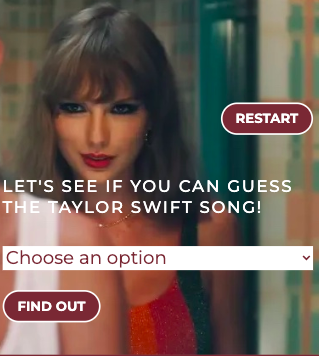 RESTART
LET'S SEE IF YOU CAN GUESS
THE TAYLOR SWIFT SONG!
Choose an option
FIND OUT